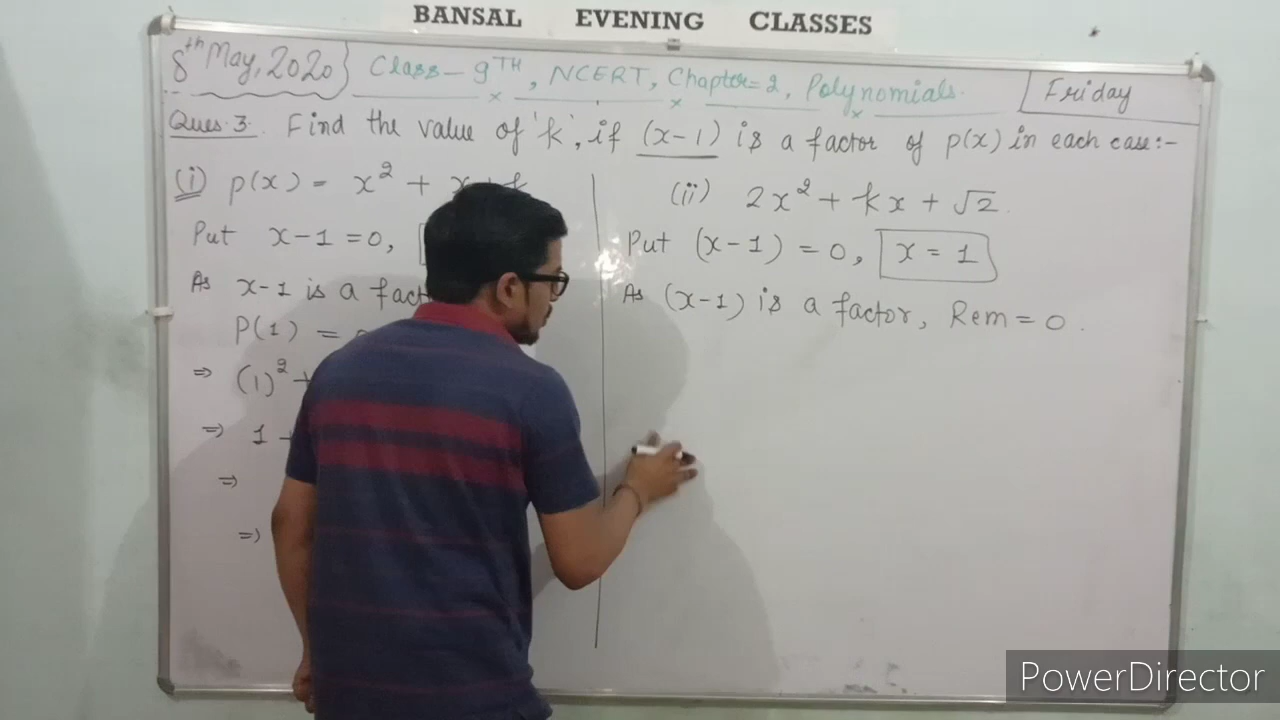 BANSAL EVENING CLASSES
8th May, 2020 Class - 9TH, NCERT, Chapter = 2, Polynomials. Friday
Ques. 3. Find the value of 'k', if (x-1) is a factor of p(x) in each case:-
(i) p(x) = x² + x + k
Put x-1 = 0,
As x-1 is a fact
P(1) =
⇒ (1)² +
⇒ 1 +
⇒
⇒
(ii) 2x² + kx + √2.
Put (x-1) = 0, x = 1
As (x-1) is a factor, Rem = 0.
PowerDirector